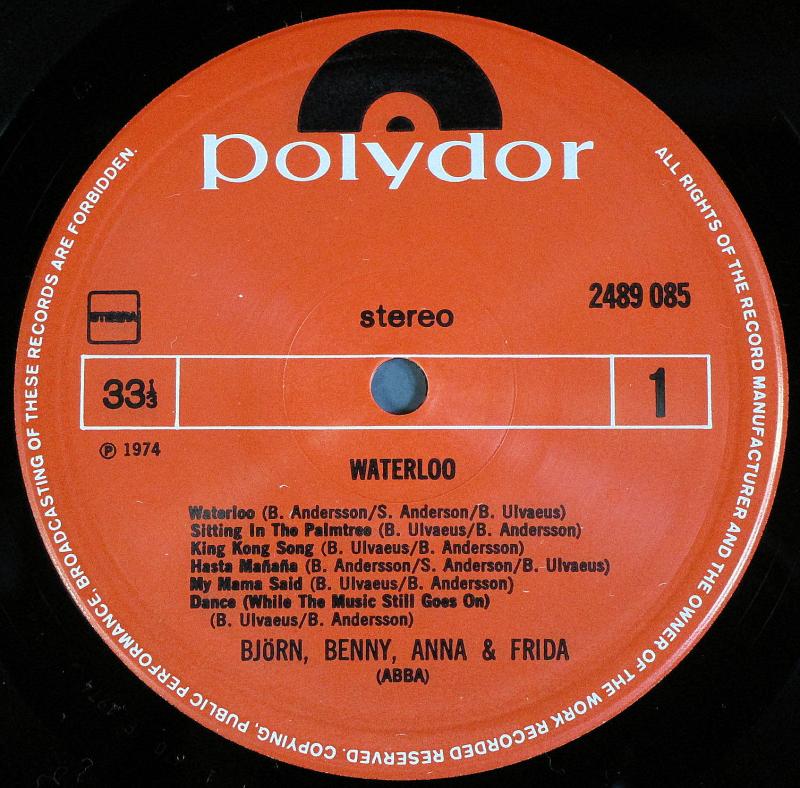 polydor
ALL RIGHTS OF THE RECORD MANUFACTURER AND THE OWNER OF THE WORK RECORDED RESERVED. COPYING, PUBLIC PERFORMANCE, BROADCASTING OF THESE RECORDS ARE FORBIDDEN.
2489 085
stereo
STEMRA
33⅓
1
Ⓟ 1974
WATERLOO
Waterloo (B. Andersson/S. Anderson/B. Ulvaeus)
Sitting In The Palmtree (B. Ulvaeus/B. Andersson)
King Kong Song (B. Ulvaeus/B. Andersson)
Hasta Mañaña (B. Andersson/S. Anderson/B. Ulvaeus)
My Mama Said (B. Ulvaeus/B. Andersson)
Dance (While The Music Still Goes On)
(B. Ulvaeus/B. Andersson)
BJÖRN, BENNY, ANNA & FRIDA
(ABBA)